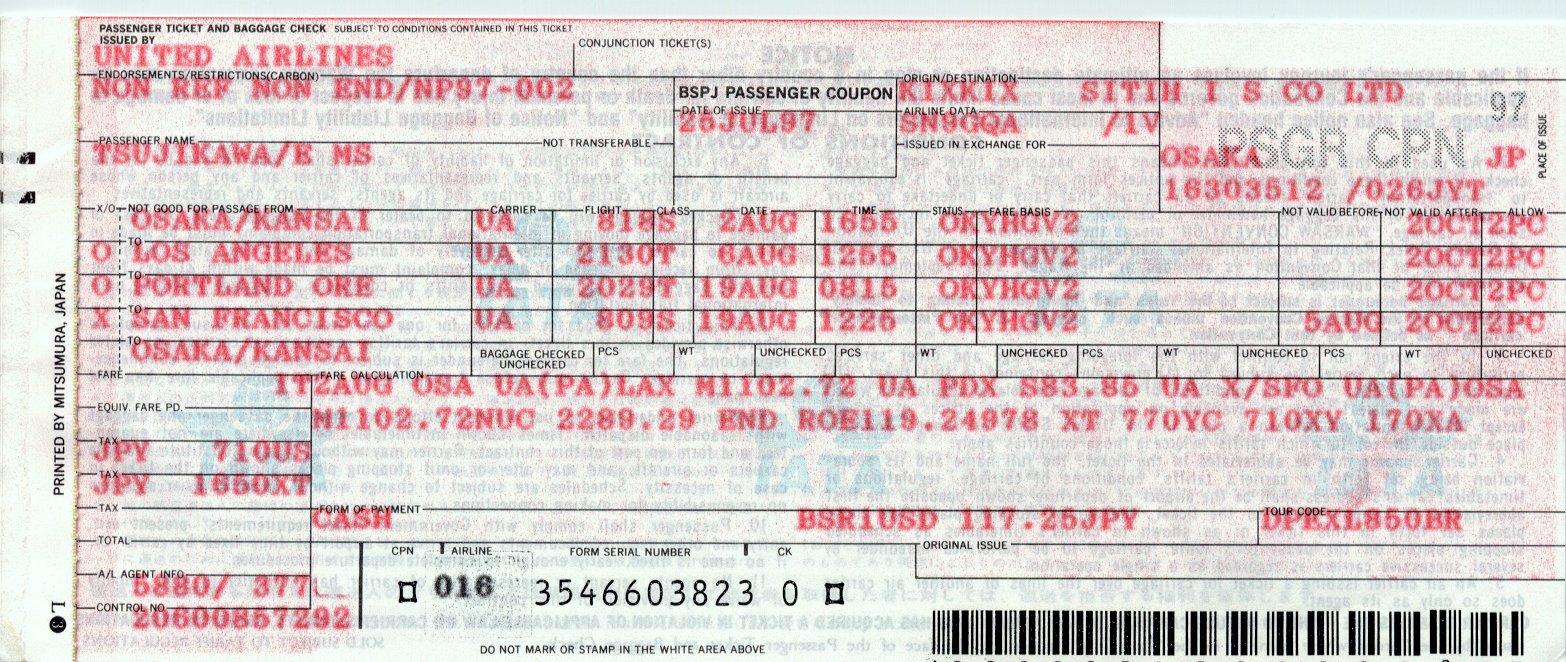 PASSENGER TICKET AND BAGGAGE CHECK SUBJECT TO CONDITIONS CONTAINED IN THIS TICKET
ISSUED BY
UNITED AIRLINES
CONJUNCTION TICKET(S)
ENDORSEMENTS/RESTRICTIONS(CARBON)
NON REF NON END/NP97-002
BSPJ PASSENGER COUPON
DATE OF ISSUE
25JUL97
ORIGIN/DESTINATION
KIXKIX SITIH I S CO LTD
AIRLINE DATA
SN9GQA /1V
97
PSGR CPN
PLACE OF ISSUE
PASSENGER NAME
NOT TRANSFERABLE
TSUJIKAWA/E MS
ISSUED IN EXCHANGE FOR
OSAKA JP
16303512 /026JYT
X/O NOT GOOD FOR PASSAGE FROM CARRIER FLIGHT CLASS DATE TIME STATUS FARE BASIS NOT VALID BEFORE NOT VALID AFTER ALLOW
OSAKA/KANSAI UA 818S 2AUG 1655 OKYHGV2 2OCT2PC
TO
O LOS ANGELES UA 2130T 6AUG 1255 OKYHGV2 2OCT2PC
TO
O PORTLAND ORE UA 2029T 19AUG 0815 OKYHGV2 2OCT2PC
TO
X SAN FRANCISCO UA 809S 19AUG 1226 OKYHGV2 5AUG 2OCT2PC
TO
OSAKA/KANSAI
BAGGAGE CHECKED UNCHECKED PCS WT UNCHECKED PCS WT UNCHECKED PCS WT UNCHECKED PCS WT UNCHECKED
FARE
FARE CALCULATION
IT2AUG OSA UA(PA)LAX M1102.72 UA PDX S83.85 UA X/SFO UA(PA)OSA
EQUIV. FARE PD.
M1102.72NUC 2289.29 END ROE119.24978 XT 770YC 710XY 170XA
TAX
JPY 710US
TAX
JPY 1650XT
TAX
FORM OF PAYMENT
CASH
BSR1USD 117.25JPY
TOUR CODE
DPEXL850BR
TOTAL
CPN AIRLINE FORM SERIAL NUMBER CK
ORIGINAL ISSUE
A/L AGENT INFO
5880/ 377
016 3546603823 0
CONTROL NO.
20600857292
DO NOT MARK OR STAMP IN THE WHITE AREA ABOVE
PRINTED BY MITSUMURA, JAPAN